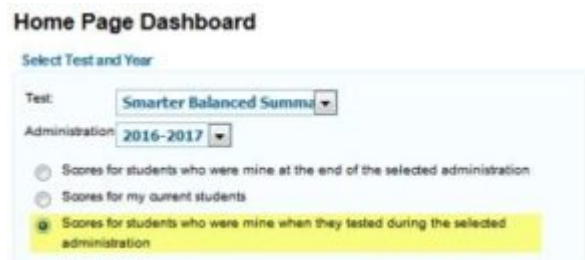 Home Page Dashboard
Select Test and Year
Test:
Smarter Balanced Summa
Administration
2016-2017
Scores for students who were mine at the end of the selected administration
Scores for my current students
Scores for students who were mine when they tested during the selected
administration